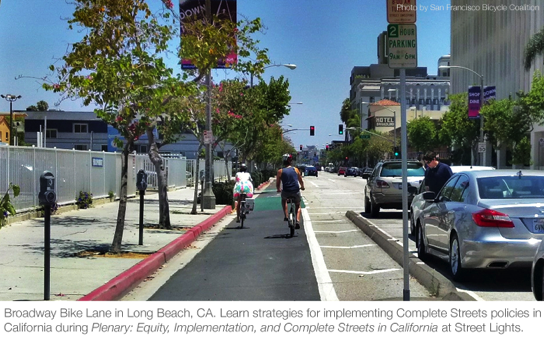 Photo by San Francisco Bicycle Coalition
2 HOUR
PARKING
HOTEL
Broadway Bike Lane in Long Beach, CA. Learn strategies for implementing Complete Streets policies in
California during Plenary: Equity, Implementation, and Complete Streets in California at Street Lights.